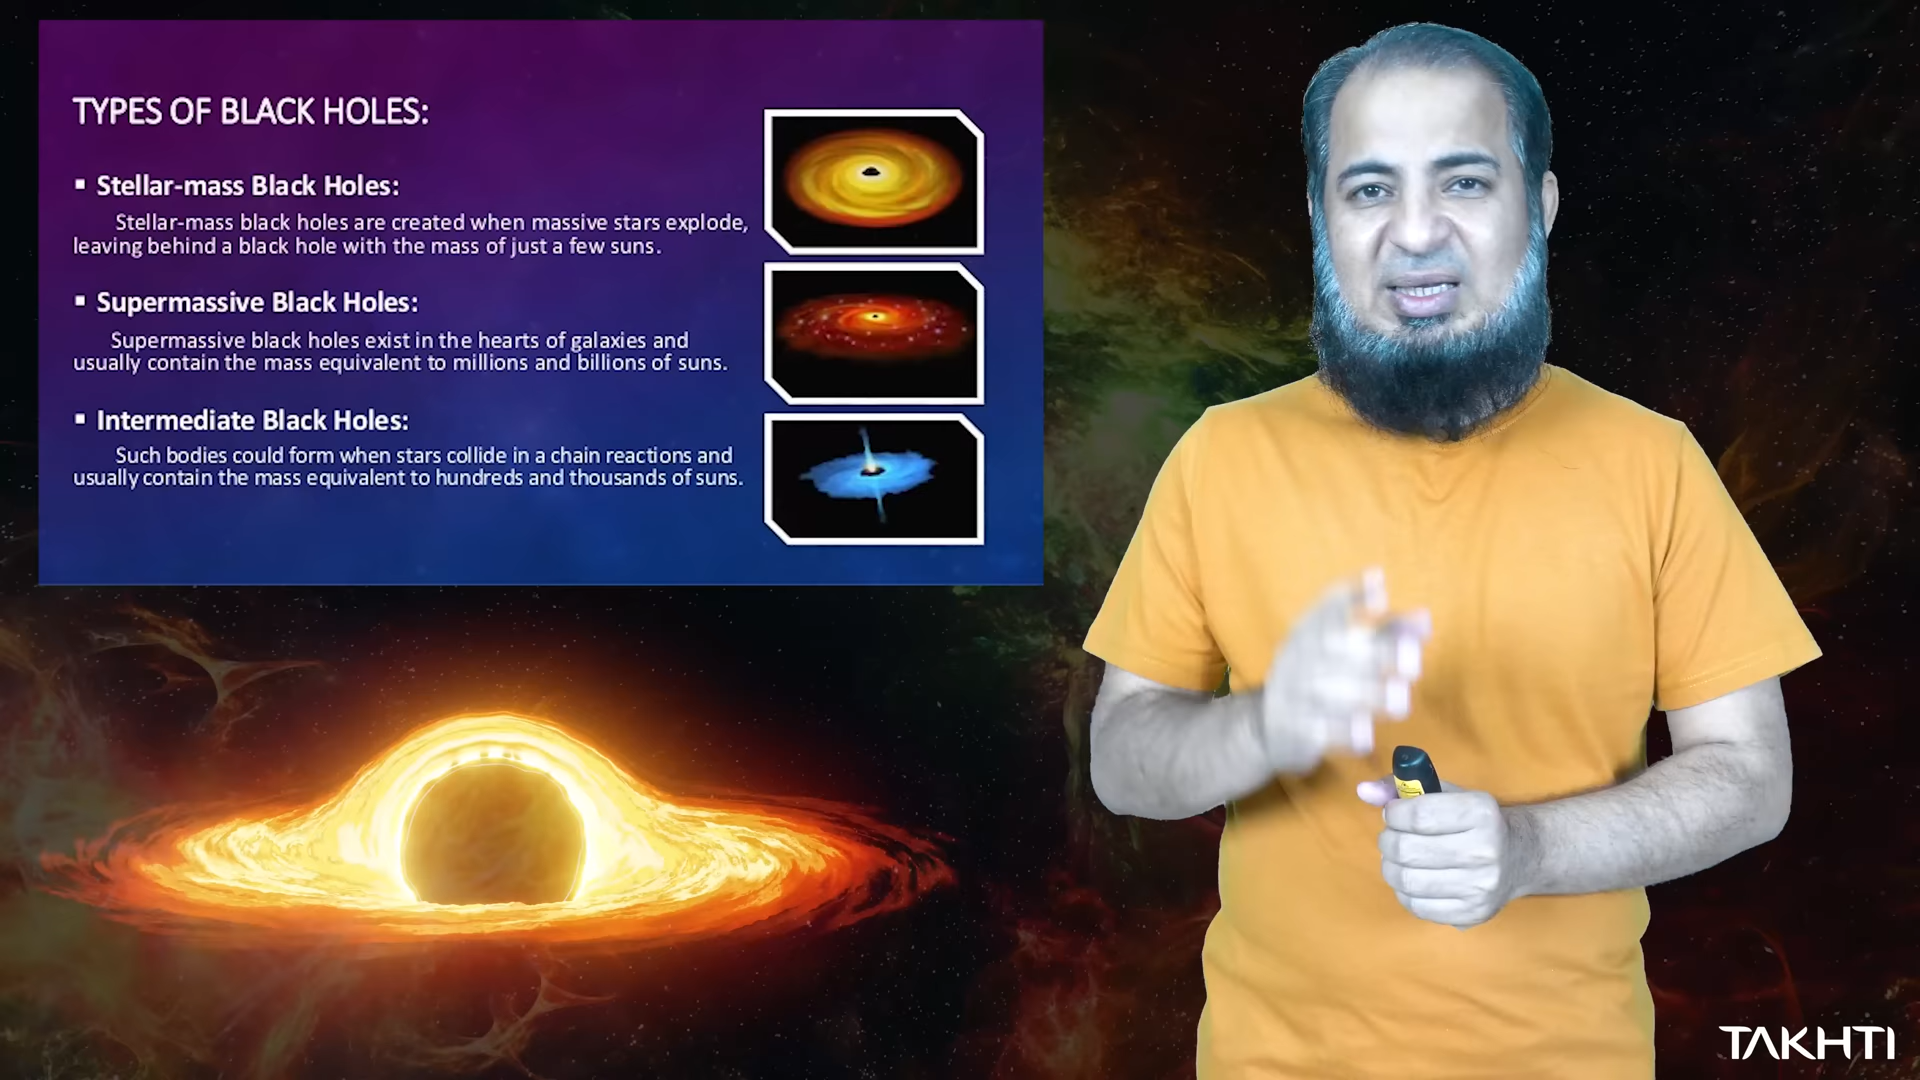 TYPES OF BLACK HOLES:
▪ Stellar-mass Black Holes:
Stellar-mass black holes are created when massive stars explode,
leaving behind a black hole with the mass of just a few suns.
▪ Supermassive Black Holes:
Supermassive black holes exist in the hearts of galaxies and
usually contain the mass equivalent to millions and billions of suns.
▪ Intermediate Black Holes:
Such bodies could form when stars collide in a chain reactions and
usually contain the mass equivalent to hundreds and thousands of suns.
TAKHTI